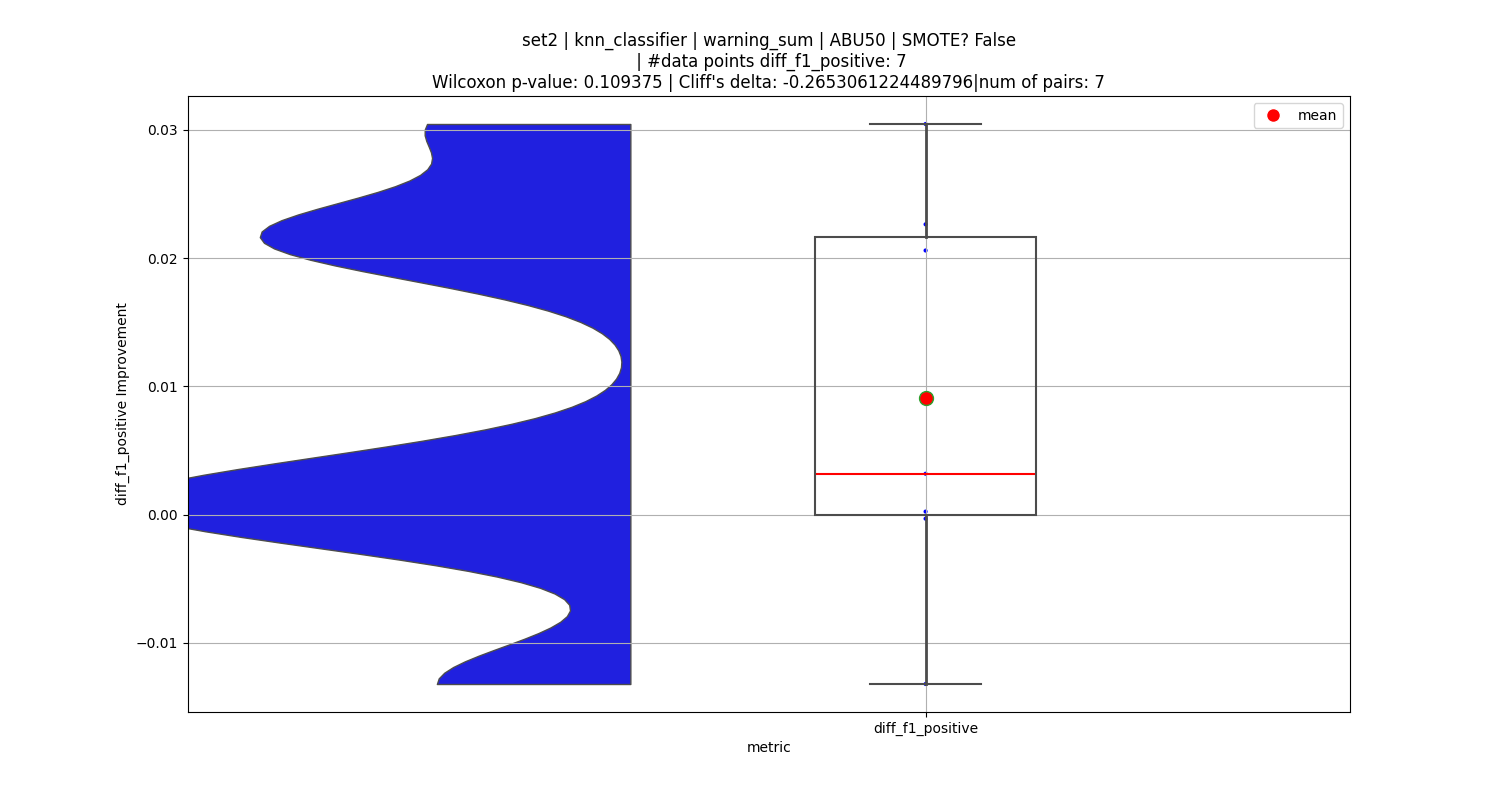 set2 | knn_classifier | warning_sum | ABU50 | SMOTE? False
| #data points diff_f1_positive: 7
Wilcoxon p-value: 0.109375 | Cliff's delta: -0.2653061224489796|num of pairs: 7
mean
0.03
0.02
0.01
0.00
−0.01
diff_f1_positive Improvement
diff_f1_positive
metric